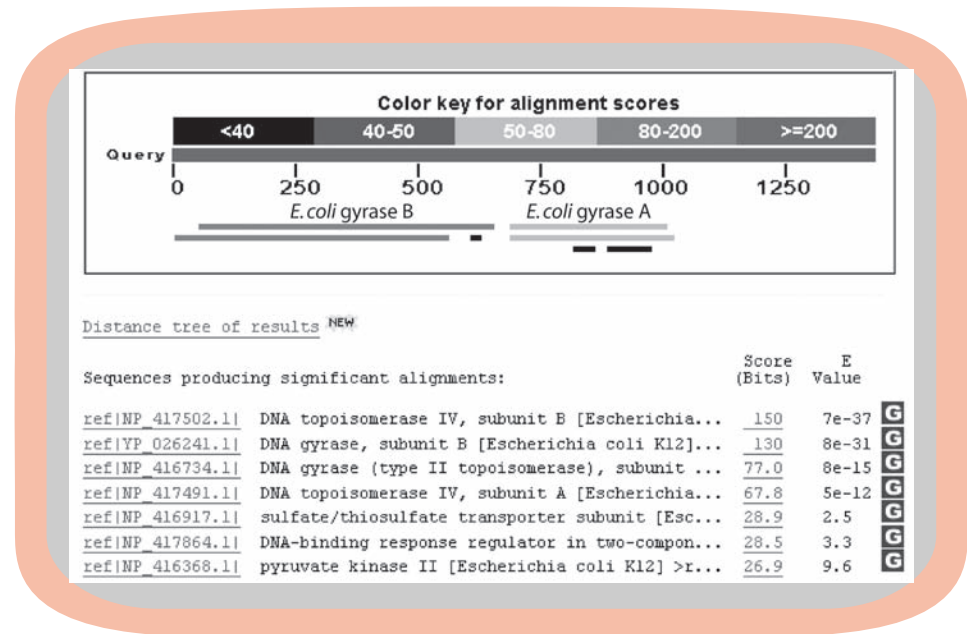 Color key for alignment scores
<40 40-50 50-80 80-200 >=200
Query
0 250 500 750 1000 1250
E.coli gyrase B E.coli gyrase A
Distance tree of results NEW
Score E
Sequences producing significant alignments: (Bits) Value
ref|NP_417502.1| DNA topoisomerase IV, subunit B [Escherichia... 150 7e-37 G
ref|YP_026241.1| DNA gyrase, subunit B [Escherichia coli K12] 130 8e-31 G
ref|NP_416734.1| DNA gyrase (type II topoisomerase), subunit ... 77.0 8e-15 G
ref|NP_417491.1| DNA topoisomerase IV, subunit A [Escherichia... 67.8 5e-12 G
ref|NP_416917.1| sulfate/thiosulfate transporter subunit [Esc... 28.9 2.5 G
ref|NP_417864.1| DNA-binding response regulator in two-compon... 28.5 3.3 G
ref|NP_416368.1| pyruvate kinase II [Escherichia coli K12] >r... 26.9 9.6 G